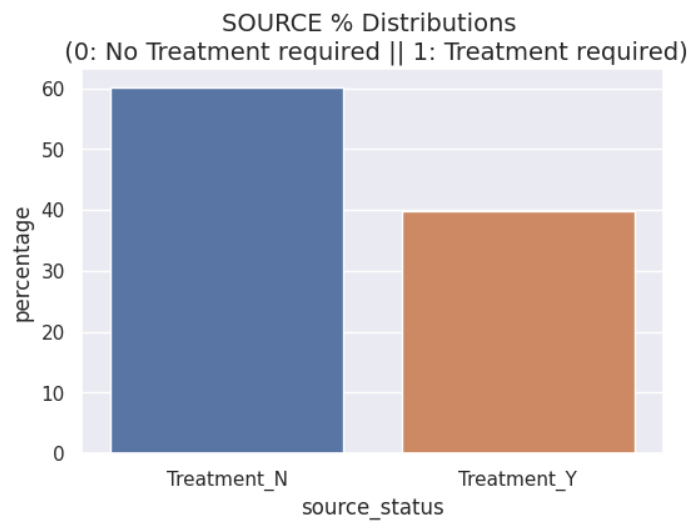 SOURCE % Distributions
(0: No Treatment required || 1: Treatment required)
60
50
40
30
20
10
0
percentage
Treatment_N
Treatment_Y
source_status